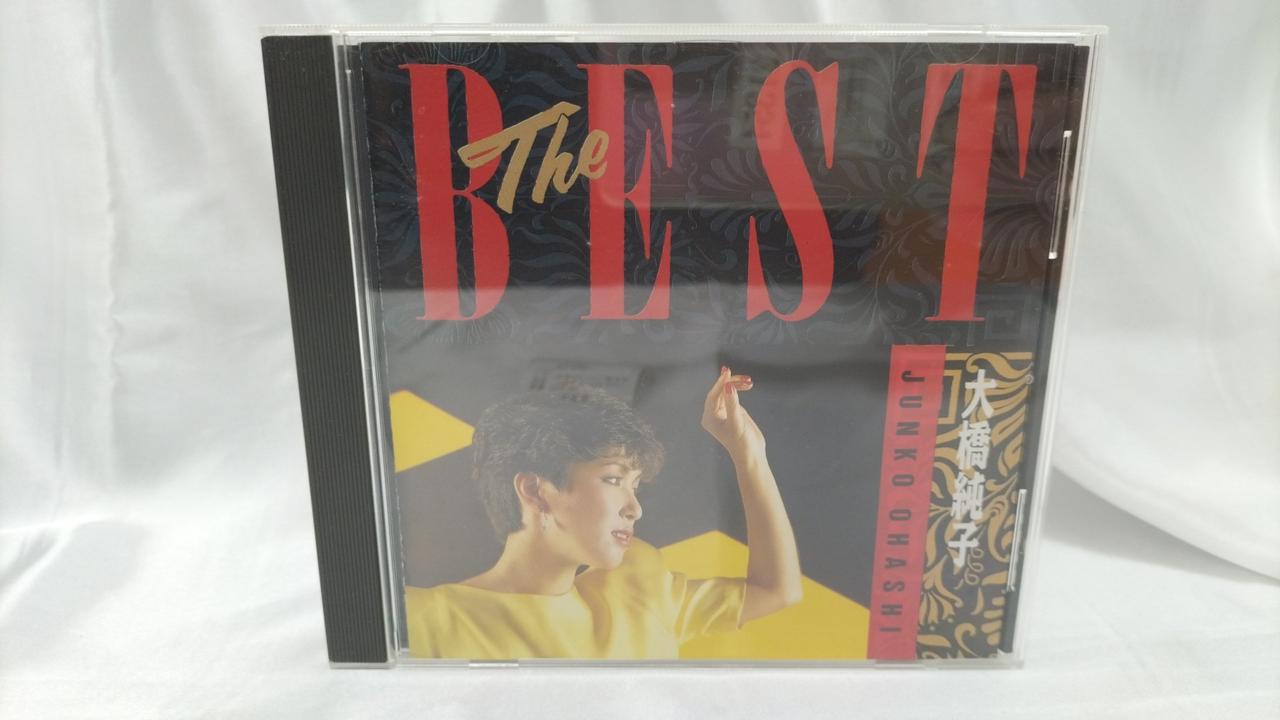 The
BEST
JUNKO OHASHI
大橋純子